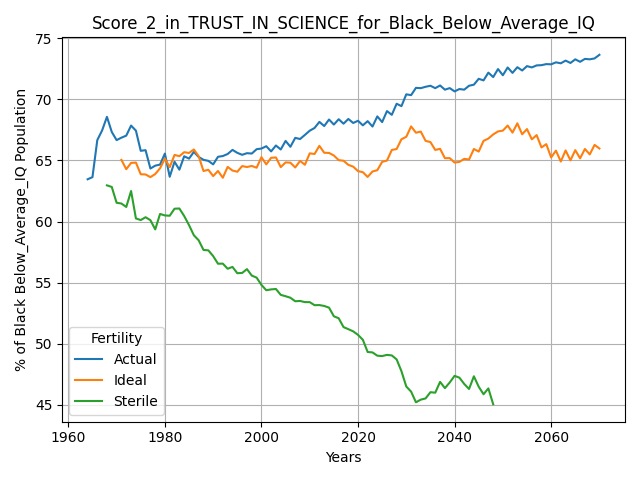 Score_2_in_TRUST_IN_SCIENCE_for_Black_Below_Average_IQ
% of Black Below_Average_IQ Population
75
70
65
60
55
50
45
Fertility
Actual
Ideal
Sterile
1960
1980
2000
2020
2040
2060
Years